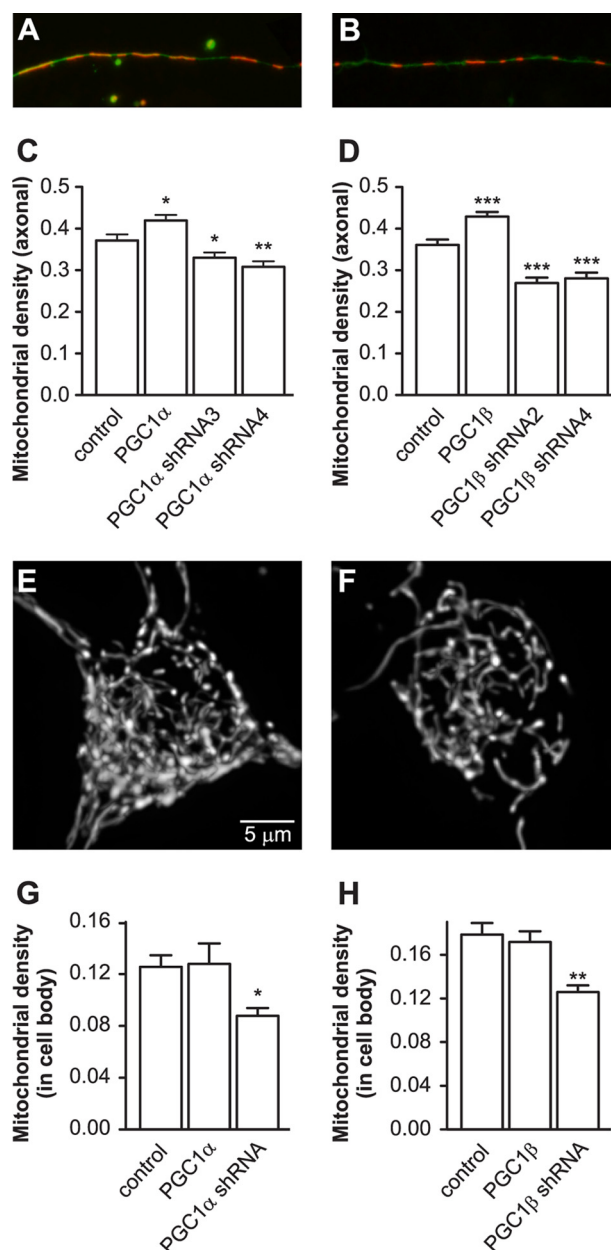 A
B
C
Mitochondrial density (axonal)
0.5
0.4
0.3
0.2
0.1
0.0
*
*
**
control
PGC1α
PGC1α shRNA3
PGC1α shRNA4
D
Mitochondrial density (axonal)
0.5
0.4
0.3
0.2
0.1
0.0
***
***
***
control
PGC1β
PGC1β shRNA2
PGC1β shRNA4
E
5 μm
F
G
Mitochondrial density
(in cell body)
0.16
0.12
0.08
0.04
0.00
*
control
PGC1α
PGC1α shRNA
H
Mitochondrial density
(in cell body)
0.16
0.12
0.08
0.04
0.00
**
control
PGC1β
PGC1β shRNA